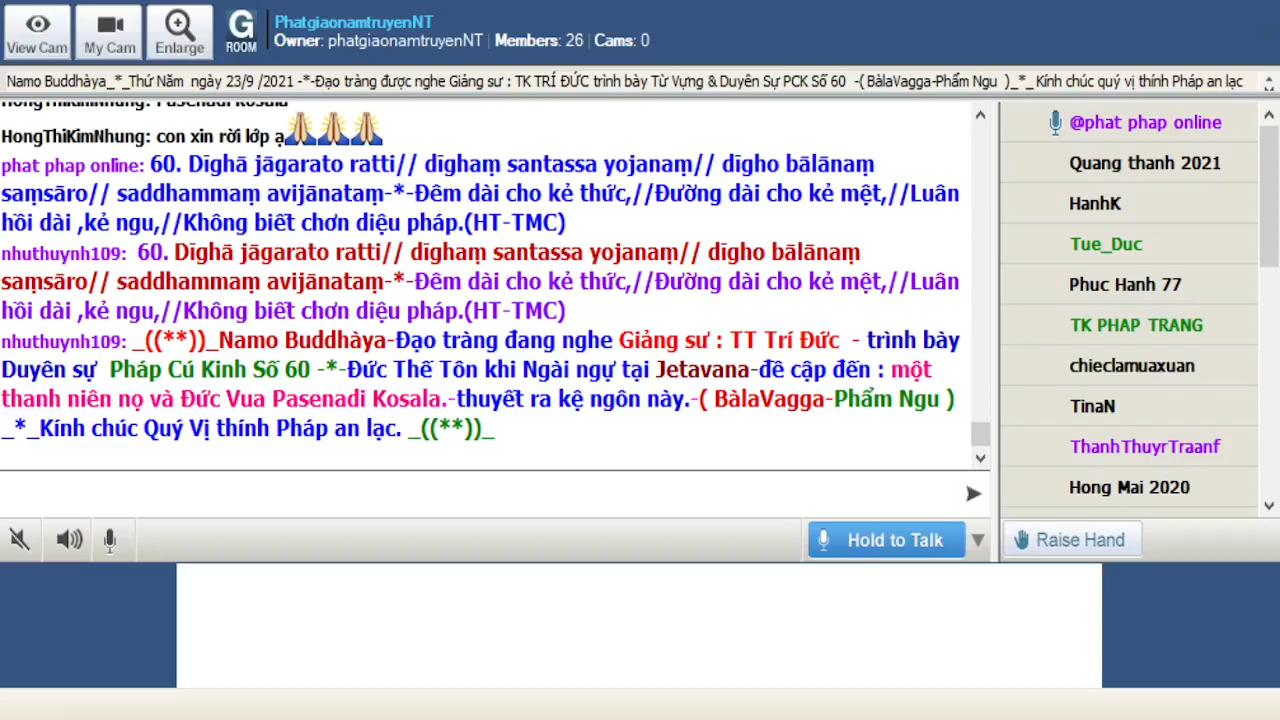 View Cam
My Cam
Enlarge
G
ROOM
PhatgiaonamtruyenNT
Owner: phatgiaonamtruyenNT | Members: 26 | Cams: 0
Namo Buddhàya_*_Thứ Năm ngày 23/9 /2021 -*-Đạo tràng được nghe Giảng sư : TK TRÍ ĐỨC trình bày Từ Vựng & Duyên Sự PCK Số 60 -( BàlaVagga-Phẩm Ngu )_*_ Kính chúc quý vị thính Pháp an lạc
HongThiKimNhung: Pasenadi Kosala
HongThiKimNhung: con xin rời lớp ạ
phat phap online: 60. Dīghā jāgarato ratti// dīghaṃ santassa yojanaṃ// dīgho bālānaṃ
saṃsāro// saddhammaṃ avijānataṃ-*-Đêm dài cho kẻ thức,//Đường dài cho kẻ mệt,//Luân
hồi dài ,kẻ ngu,//Không biết chơn diệu pháp.(HT-TMC)
nhuthuynh109: 60. Dīghā jāgarato ratti// dīghaṃ santassa yojanaṃ// dīgho bālānaṃ
saṃsāro// saddhammaṃ avijānataṃ-*-Đêm dài cho kẻ thức,//Đường dài cho kẻ mệt,//Luân
hồi dài ,kẻ ngu,//Không biết chơn diệu pháp.(HT-TMC)
nhuthuynh109: _((**))_Namo Buddhàya-Đạo tràng đang nghe Giảng sư : TT Trí Đức - trình bày
Duyên sự Pháp Cú Kinh Số 60 -*-Đức Thế Tôn khi Ngài ngự tại Jetavana-đề cập đến : một
thanh niên nọ và Đức Vua Pasenadi Kosala.-thuyết ra kệ ngôn này.-( BàlaVagga-Phẩm Ngu )
_*_Kính chúc Quý Vị thính Pháp an lạc. _((**))_
@phat phap online
Quang thanh 2021
HanhK
Tue_Duc
Phuc Hanh 77
TK PHAP TRANG
chieclamuaxuan
TinaN
ThanhThuyrTraanf
Hong Mai 2020
Hold to Talk
Raise Hand